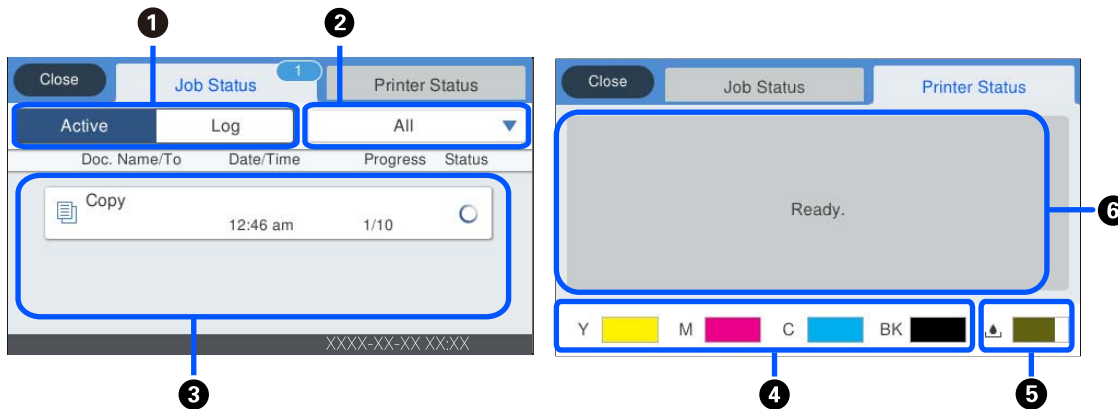 1 2
Close Job Status 1 Printer Status
Active Log All
Doc. Name/To Date/Time Progress Status
Copy
12:46 am 1/10
XXXX-XX-XX XX:XX
3
Close Job Status Printer Status
Ready.
6
Y M C BK
4 5